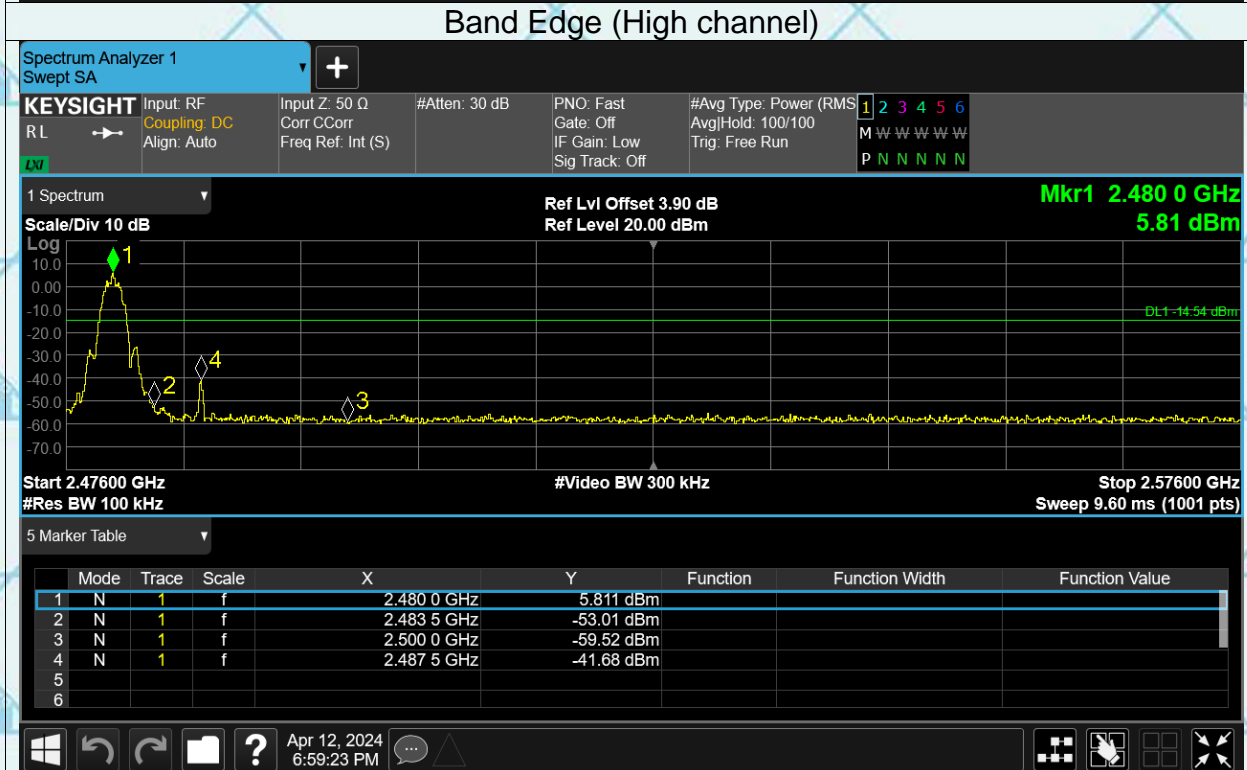 Band Edge (High channel)
Spectrum Analyzer 1
Swept SA
KEYSIGHT Input: RF Input Z: 50 Ω #Atten: 30 dB PNO: Fast #Avg Type: Power (RMS 1 2 3 4 5 6
RL Coupling: DC Corr CCorr Gate: Off Avg|Hold: 100/100 M W W W W W
Align: Auto Freq Ref: Int (S) IF Gain: Low Trig: Free Run
LXI Sig Track: Off P N N N N N
1 Spectrum Ref Lvl Offset 3.90 dB Mkr1 2.480 0 GHz
Scale/Div 10 dB Ref Level 20.00 dBm 5.81 dBm
Log
1
10.0
0.00
-10.0 DL1 -14.54 dBm
-20.0
-30.0
4
-40.0
2
-50.0
3
-60.0
-70.0
Start 2.47600 GHz #Video BW 300 kHz Stop 2.57600 GHz
#Res BW 100 kHz Sweep 9.60 ms (1001 pts)
5 Marker Table
Mode Trace Scale X Y Function Function Width Function Value
1 N 1 f 2.480 0 GHz 5.811 dBm
2 N 1 f 2.483 5 GHz -53.01 dBm
3 N 1 f 2.500 0 GHz -59.52 dBm
4 N 1 f 2.487 5 GHz -41.68 dBm
5
6
? Apr 12, 2024
6:59:23 PM